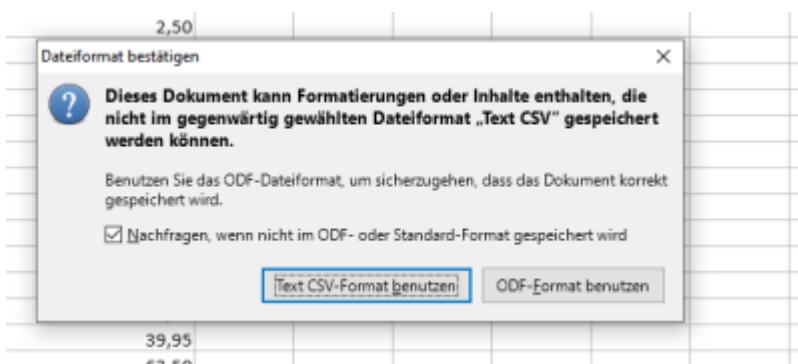 2,50
Dateiformat bestätigen
Dieses Dokument kann Formatierungen oder Inhalte enthalten, die
nicht im gegenwärtig gewählten Dateiformat „Text CSV“ gespeichert
werden können.
Benutzen Sie das ODF-Dateiformat, um sicherzugehen, dass das Dokument korrekt
gespeichert wird.
Nachfragen, wenn nicht im ODF- oder Standard-Format gespeichert wird
Text CSV-Format benutzen
ODF-Format benutzen
39,95